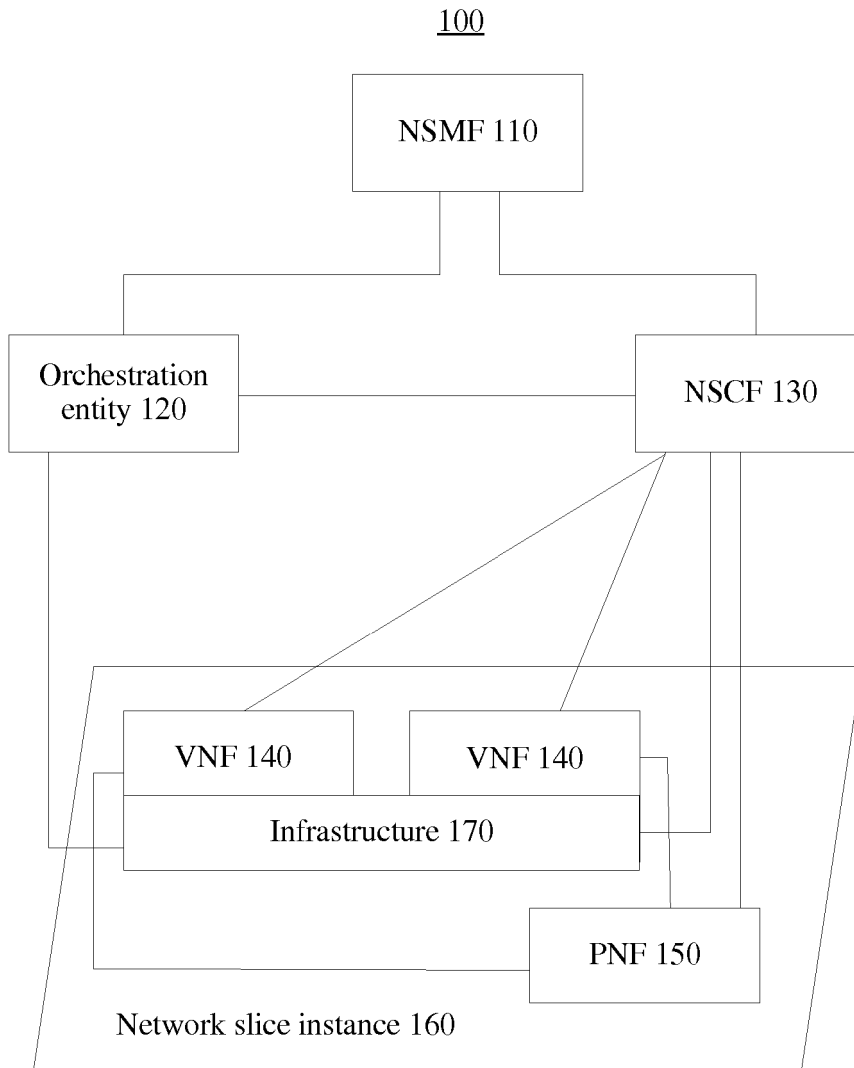 100
NSMF 110
Orchestration
entity 120
NSCF 130
VNF 140
VNF 140
Infrastructure 170
PNF 150
Network slice instance 160